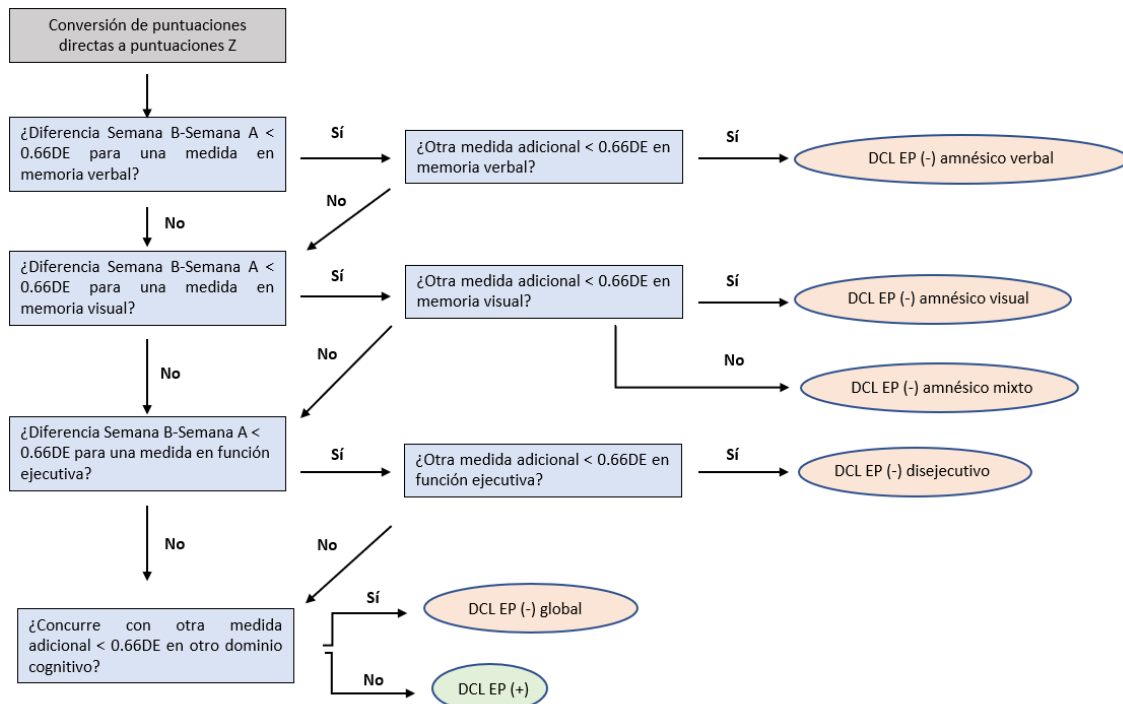 Conversión de puntuaciones
directas a puntuaciones Z
¿Diferencia Semana B-Semana A <
0.66DE para una medida en
memoria verbal?
Sí
¿Otra medida adicional < 0.66DE en
memoria verbal?
Sí
DCL EP (-) amnésico verbal
No
No
¿Diferencia Semana B-Semana A <
0.66DE para una medida en
memoria visual?
Sí
¿Otra medida adicional < 0.66DE en
memoria visual?
Sí
DCL EP (-) amnésico visual
No
No
No
DCL EP (-) amnésico mixto
¿Diferencia Semana B-Semana A <
0.66DE para una medida en función
ejecutiva?
Sí
¿Otra medida adicional < 0.66DE en
función ejecutiva?
Sí
DCL EP (-) disejecutivo
No
No
¿Concurre con otra medida
adicional < 0.66DE en otro dominio
cognitivo?
Sí
DCL EP (-) global
No
DCL EP (+)